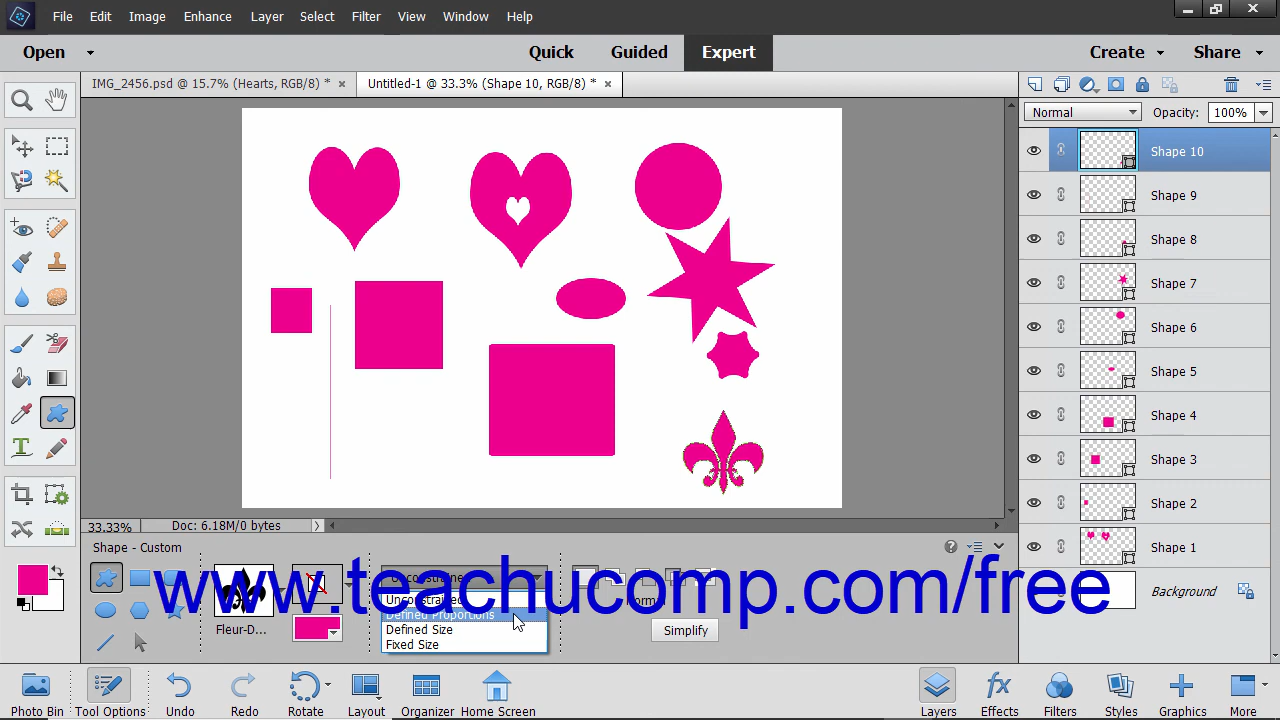 File Edit Image Enhance Layer Select Filter View Window Help
Open Quick Guided Expert Create Share
IMG_2456.psd @ 15.7% (Hearts, RGB/8) * × Untitled-1 @ 33.3% (Shape 10, RGB/8) * ×
Normal Opacity: 100%
Shape 10
Shape 9
Shape 8
Shape 7
Shape 6
Shape 5
Shape 4
Shape 3
Shape 2
Shape 1
Background
33.33% Doc: 6.18M/0 bytes
Shape - Custom
Unconstrained
www.teachucomp.com/free
Unconstrained
Normal
Defined Proportions
Fleur-D... Defined Size Simplify
Fixed Size
Photo Bin Tool Options Undo Redo Rotate Layout Organizer Home Screen Layers Effects Filters Styles Graphics More